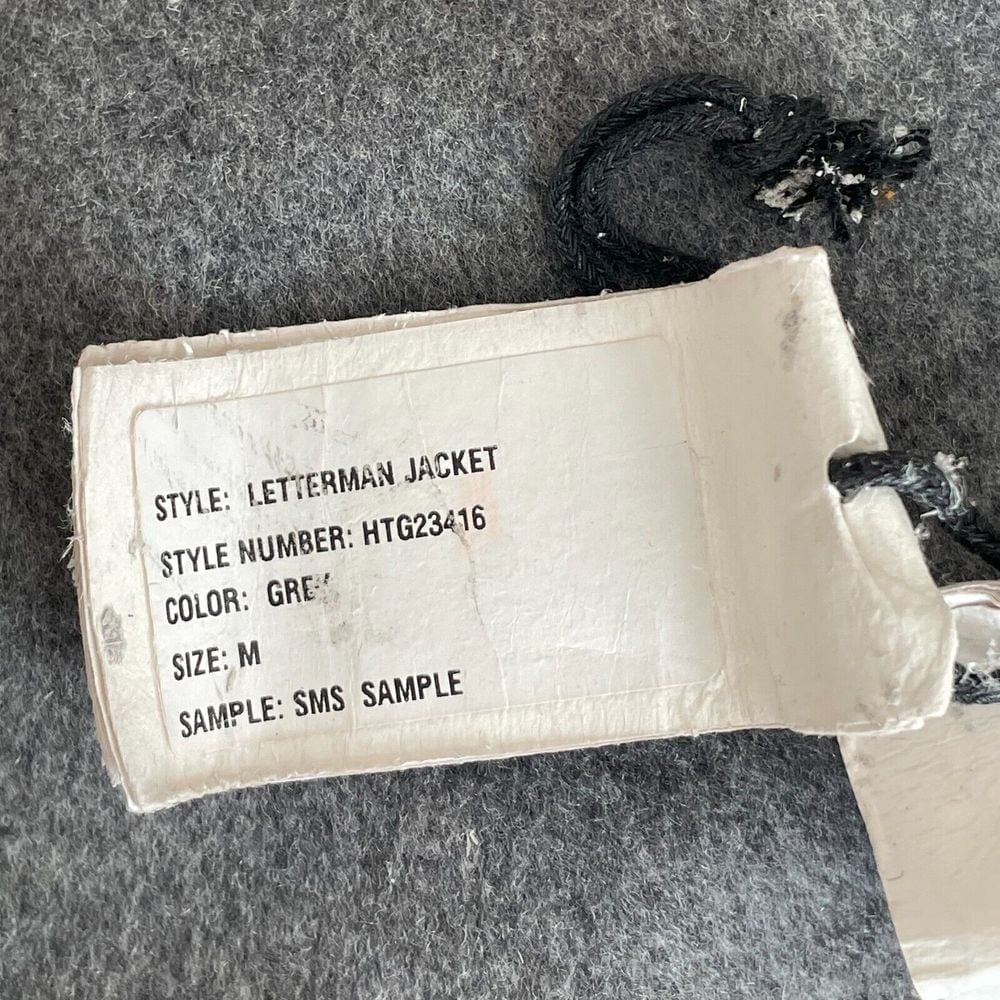 STYLE: LETTERMAN JACKET
STYLE NUMBER: HTG23416
COLOR: GREY
SIZE: M
SAMPLE: SMS SAMPLE